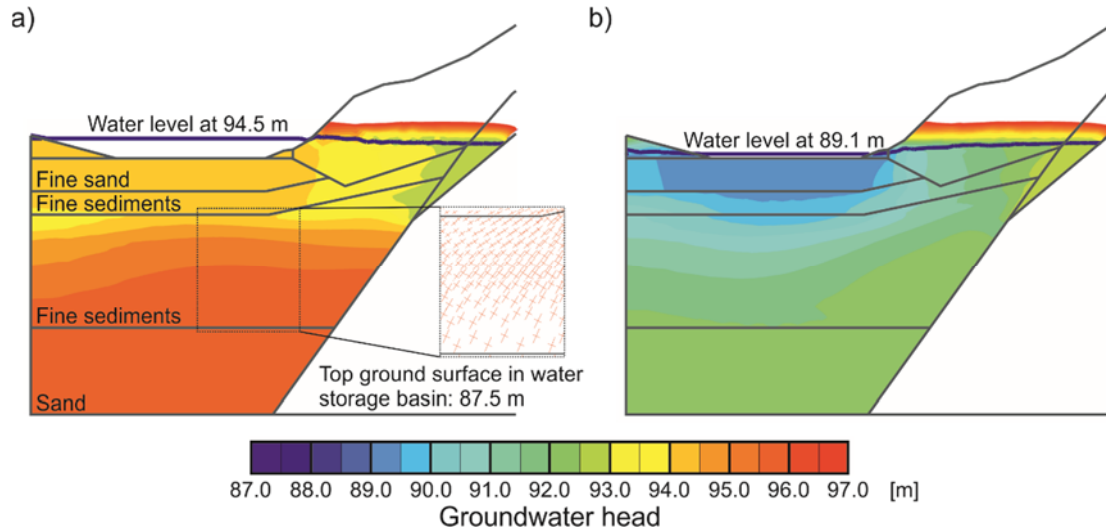 a)
b)
Water level at 94.5 m
Water level at 89.1 m
Fine sand
Fine sediments
Fine sediments
Top ground surface in water
storage basin: 87.5 m
Sand
87.0 88.0 89.0 90.0 91.0 92.0 93.0 94.0 95.0 96.0 97.0 [m]
Groundwater head